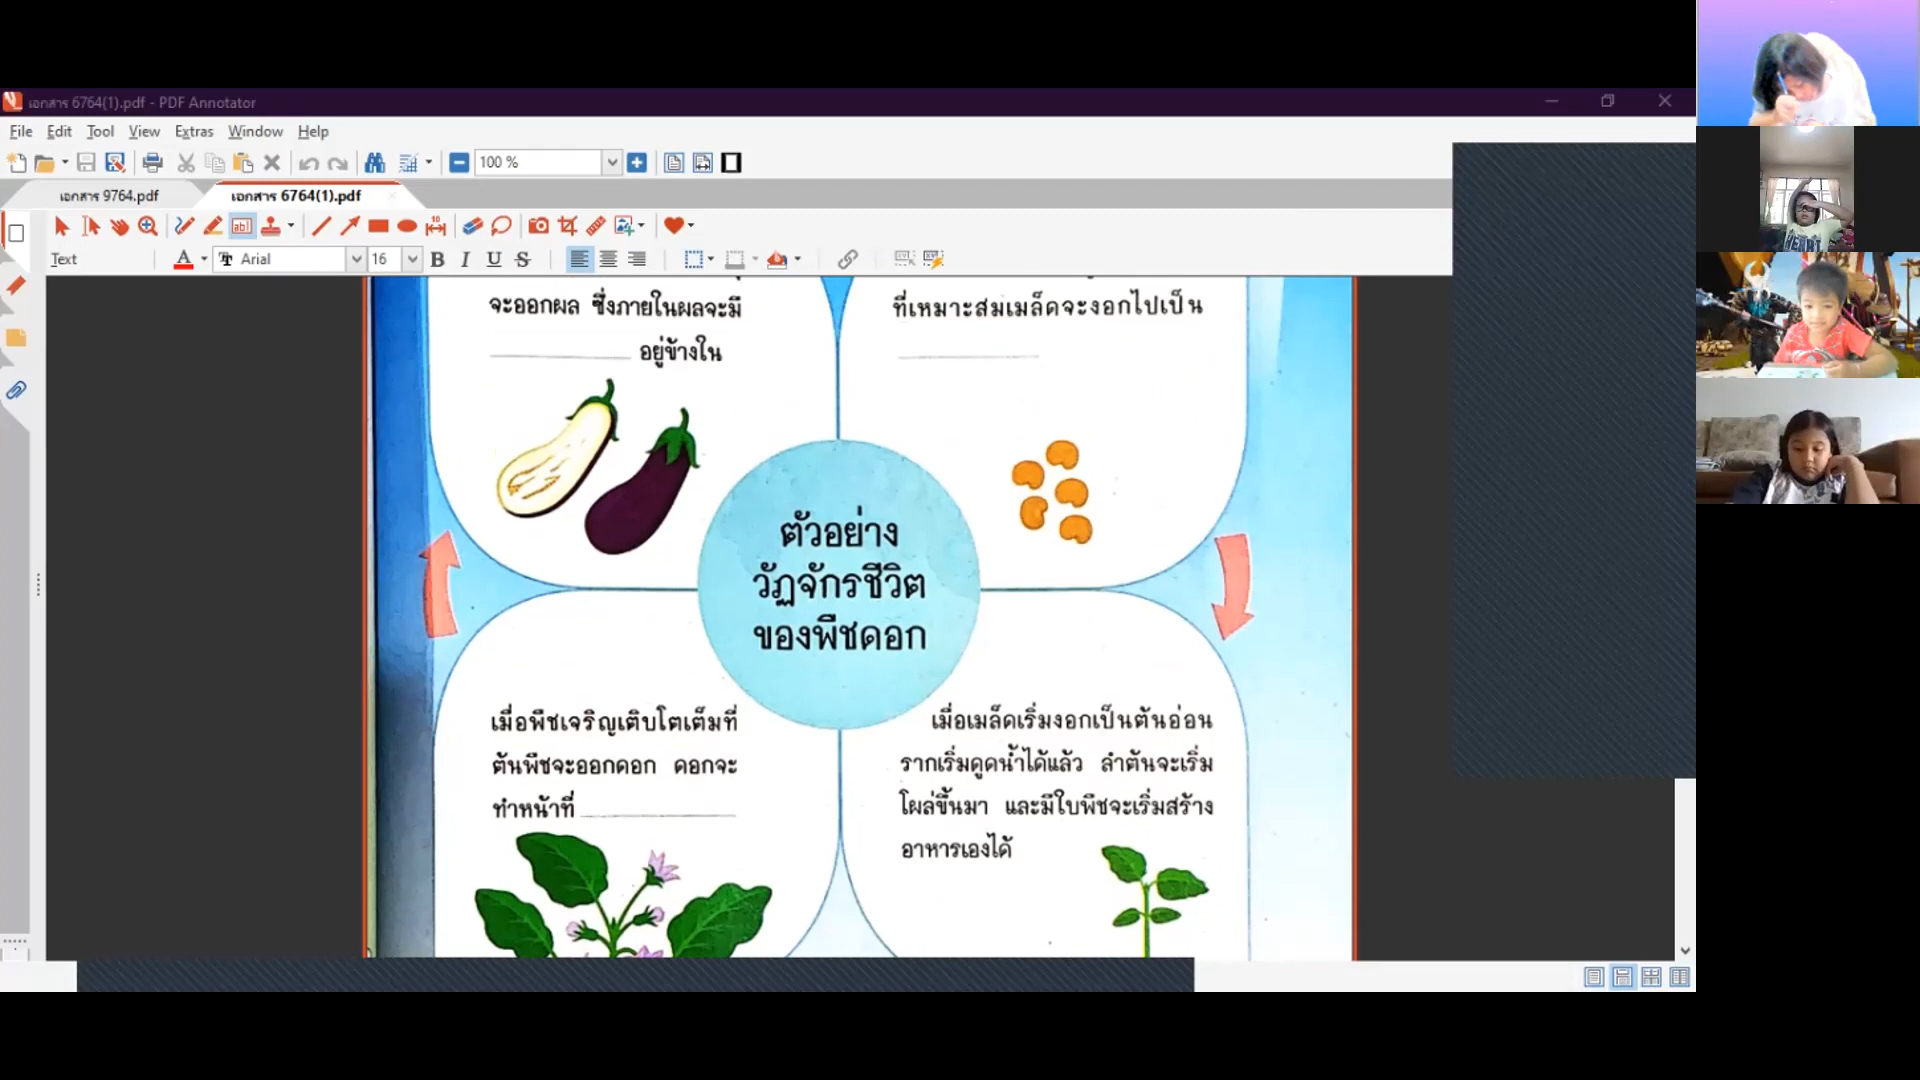 เอกสาร 6764(1).pdf - PDF Annotator
File Edit Tool View Extras Window Help
100 %
เอกสาร 9764.pdf
เอกสาร 6764(1).pdf
Text
Arial
16
จะออกผล ซึ่งภายในผลจะมี
อยู่ข้างใน
ที่เหมาะสมเมล็ดจะงอกไปเป็น
ตัวอย่าง
วัฏจักรชีวิต
ของพืชดอก
เมื่อพืชเจริญเติบโตเต็มที่
ต้นพืชจะออกดอก ดอกจะ
ทำหน้าที่
เมื่อเมล็ดเริ่มงอกเป็นต้นอ่อน
รากเริ่มดูดน้ำได้แล้ว ลำต้นจะเริ่ม
โผล่ขึ้นมา และมีใบพืชจะเริ่มสร้าง
อาหารเองได้
HEART